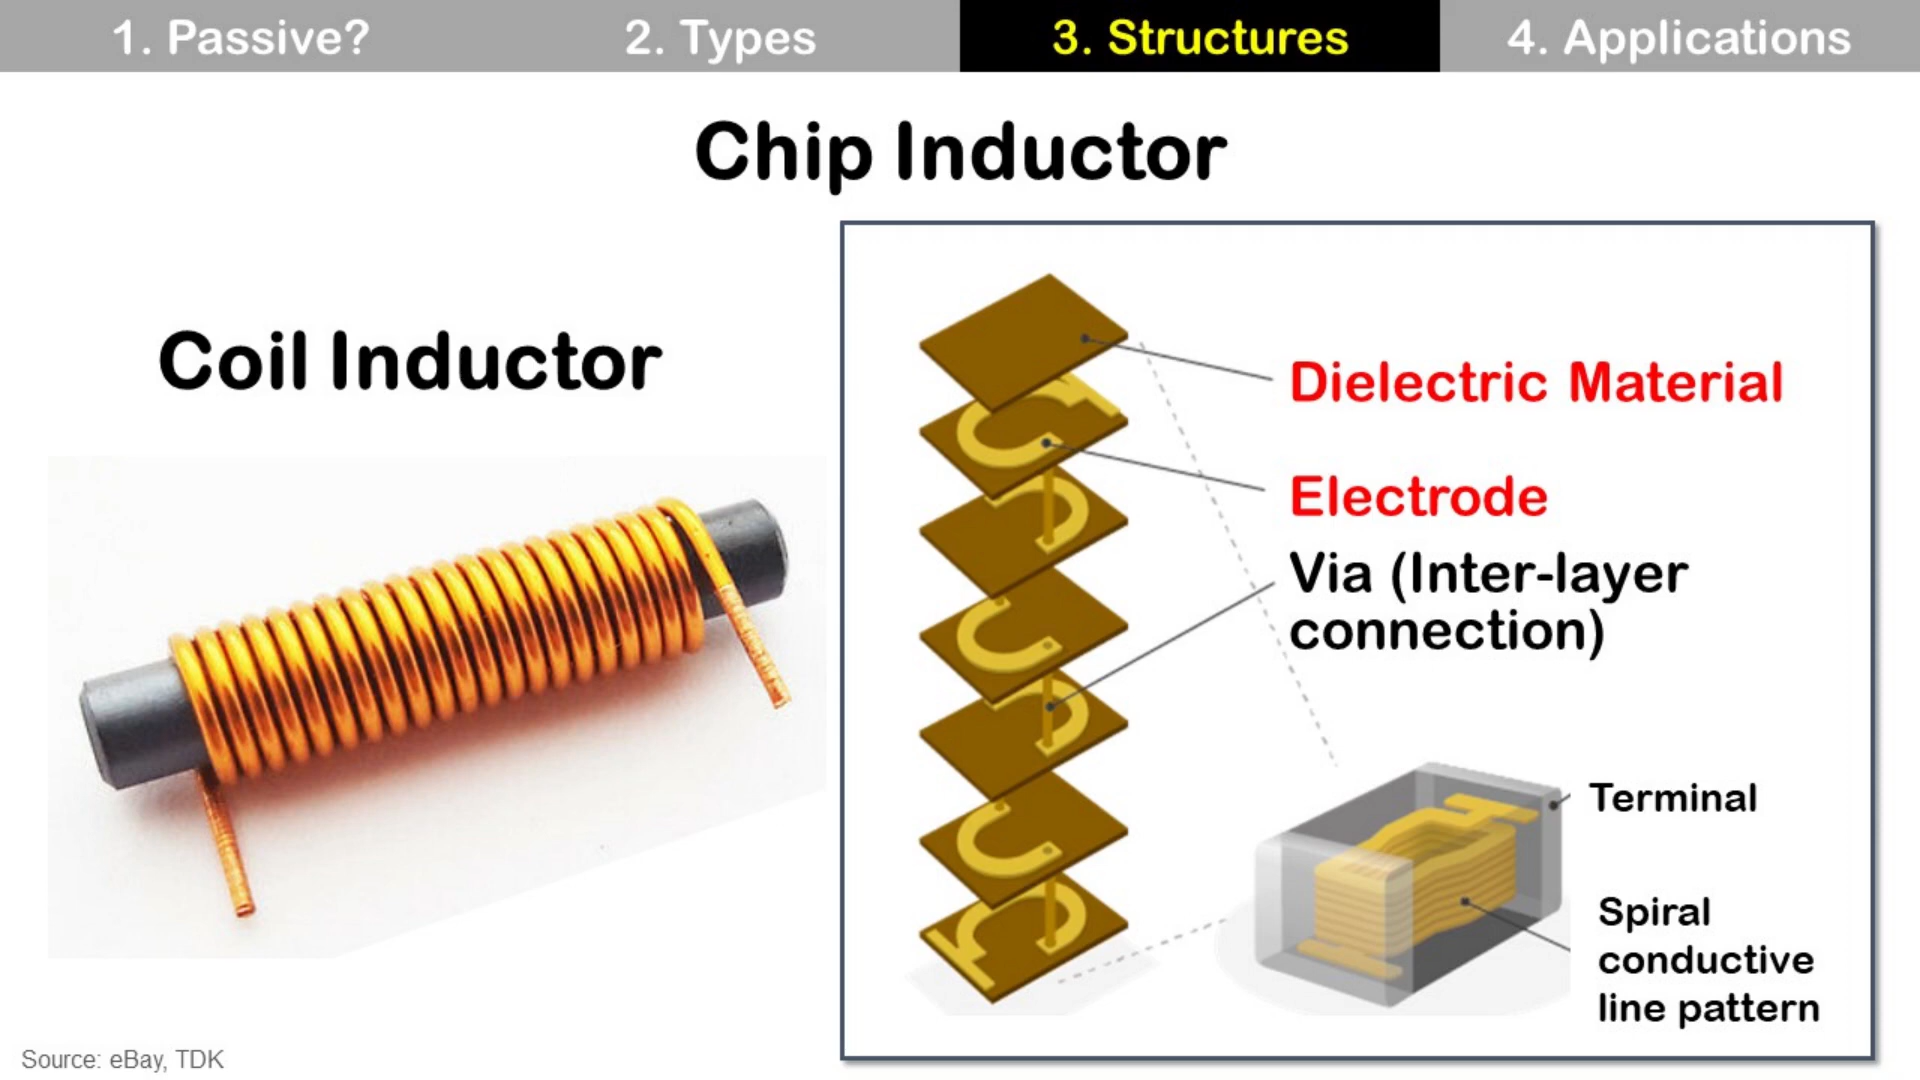 1. Passive?
2. Types
3. Structures
4. Applications
Chip Inductor
Coil Inductor
Dielectric Material
Electrode
Via (Inter-layer
connection)
Terminal
Spiral
conductive
line pattern
Source: eBay, TDK